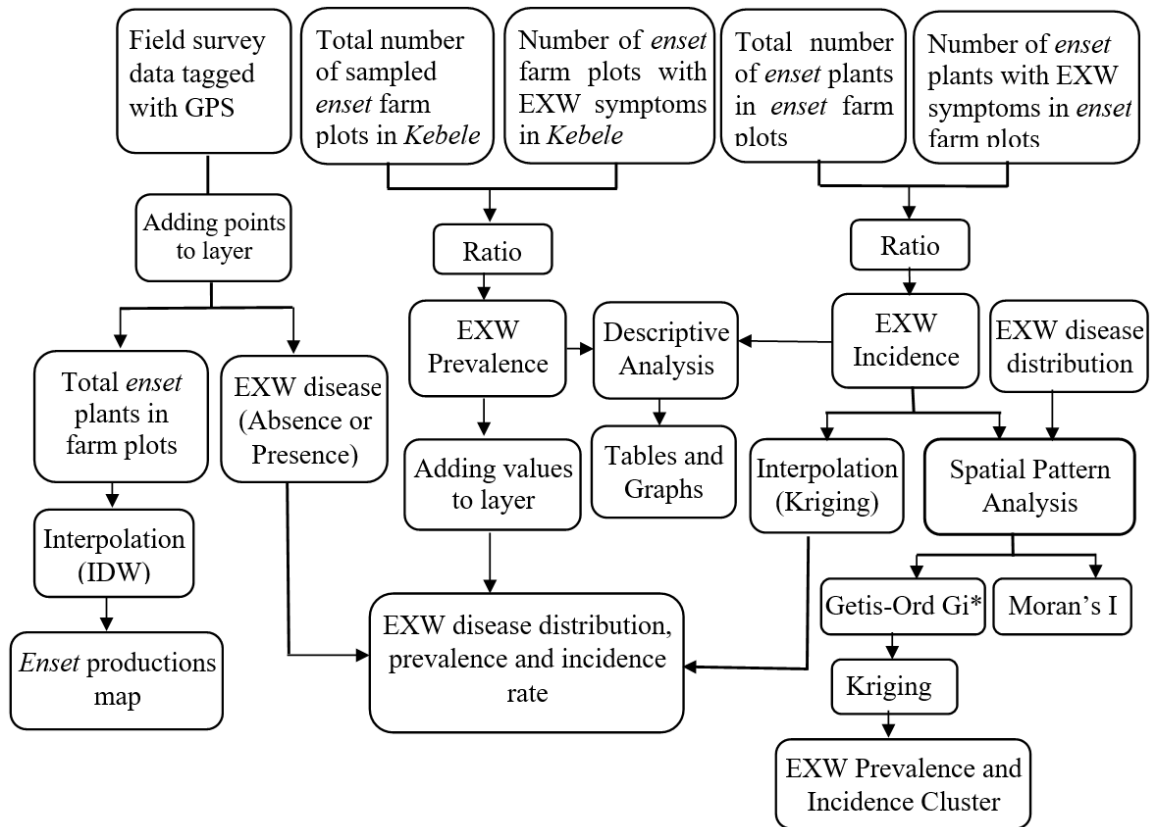 Field survey
data tagged
with GPS
Total number
of sampled
enset farm
plots in Kebele
Number of enset
farm plots with
EXW symptoms
in Kebele
Total number
of enset plants
in enset farm
plots
Number of enset
plants with EXW
symptoms in enset
farm plots
Adding points
to layer
Ratio
Ratio
EXW
Prevalence
Descriptive
Analysis
EXW
Incidence
EXW disease
distribution
Total enset
plants in
farm plots
EXW disease
(Absence or
Presence)
Adding values
to layer
Tables and
Graphs
Interpolation
(Kriging)
Spatial Pattern
Analysis
Interpolation
(IDW)
Getis-Ord Gi*
Moran’s I
Enset productions
map
EXW disease distribution,
prevalence and incidence
rate
Kriging
EXW Prevalence and
Incidence Cluster